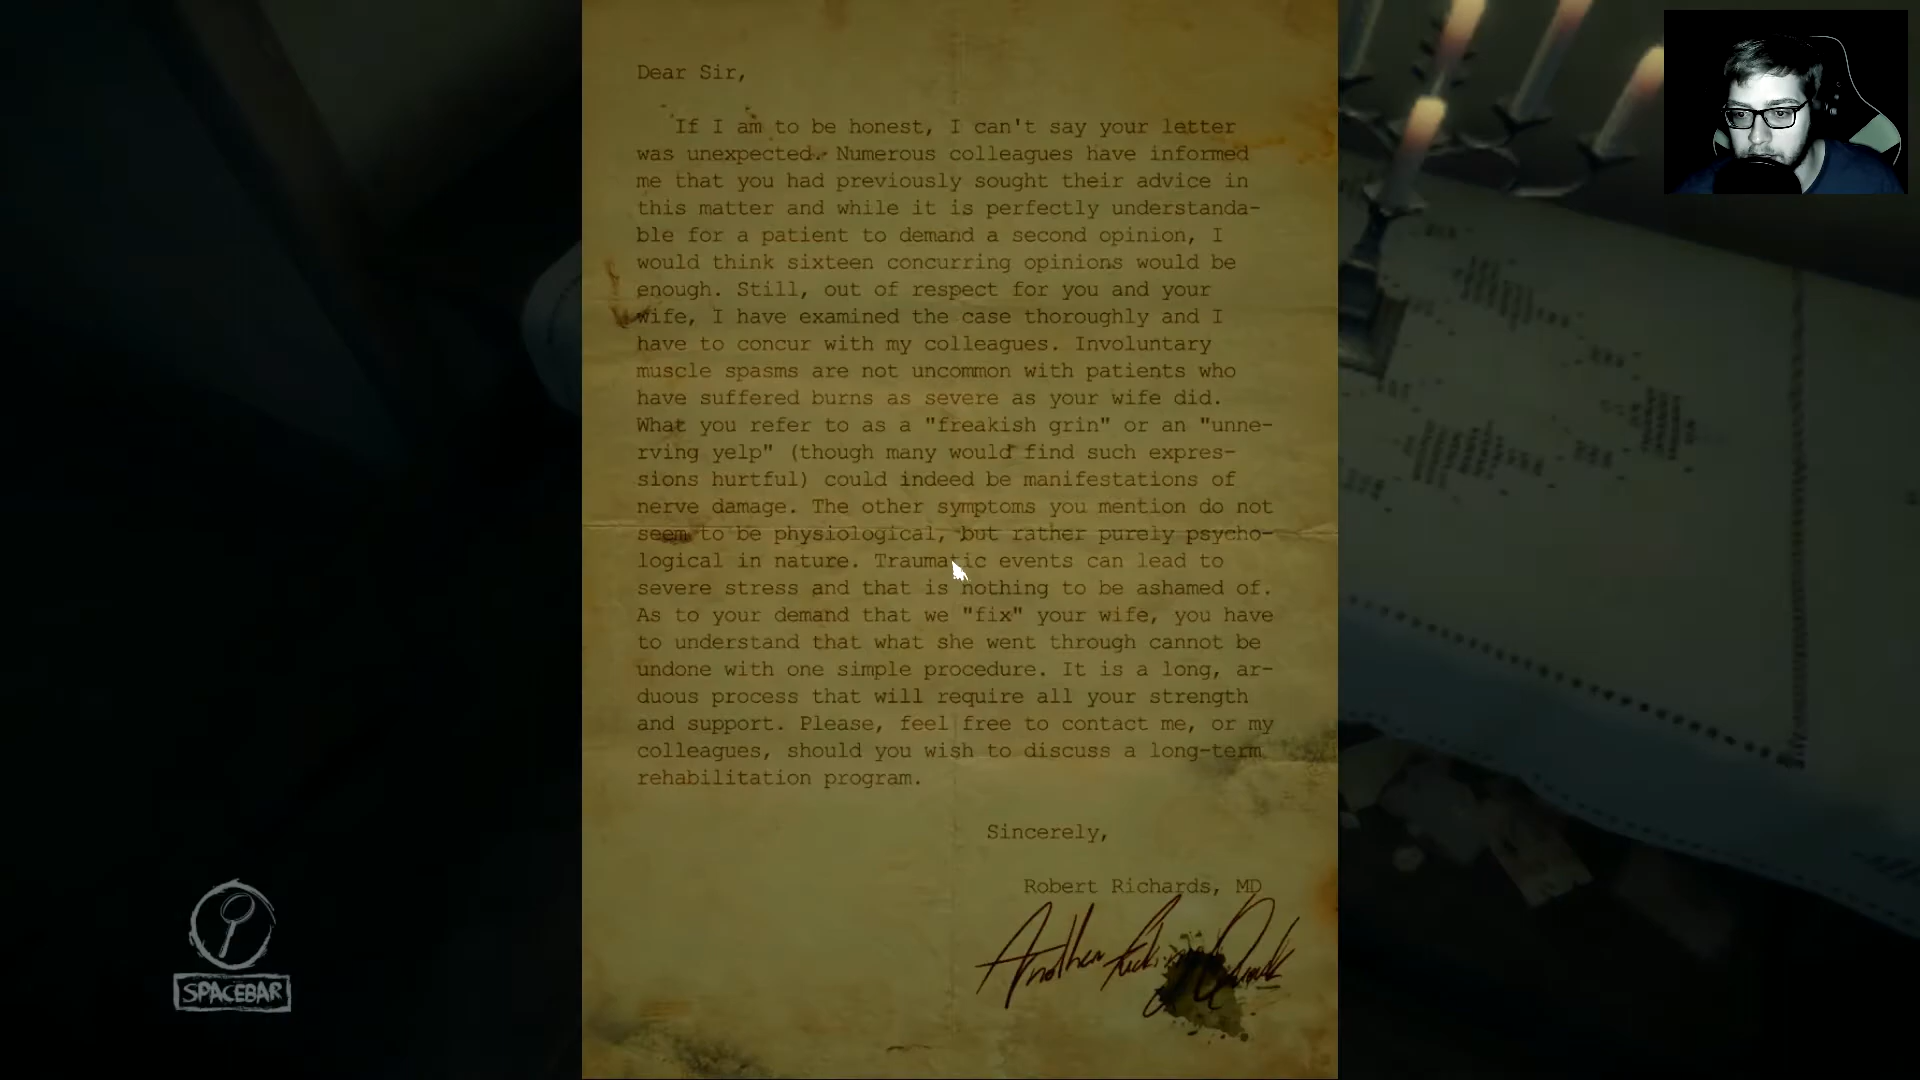 Dear Sir,
If I am to be honest, I can't say your letter
was unexpected. Numerous colleagues have informed
me that you had previously sought their advice in
this matter and while it is perfectly understanda-
ble for a patient to demand a second opinion, I
would think sixteen concurring opinions would be
enough. Still, out of respect for you and your
wife, I have examined the case thoroughly and I
have to concur with my colleagues. Involuntary
muscle spasms are not uncommon with patients who
have suffered burns as severe as your wife did.
What you refer to as a "freakish grin" or an "unne-
rving yelp" (though many would find such expres-
sions hurtful) could indeed be manifestations of
nerve damage. The other symptoms you mention do not
seem to be physiological, but rather purely psycho-
logical in nature. Traumatic events can lead to
severe stress and that is nothing to be ashamed of.
As to your demand that we "fix" your wife, you have
to understand that what she went through cannot be
undone with one simple procedure. It is a long, ar-
duous process that will require all your strength
and support. Please, feel free to contact me, or my
colleagues, should you wish to discuss a long-term
rehabilitation program.
Sincerely,
Robert Richards, MD
Another
SPACEBAR